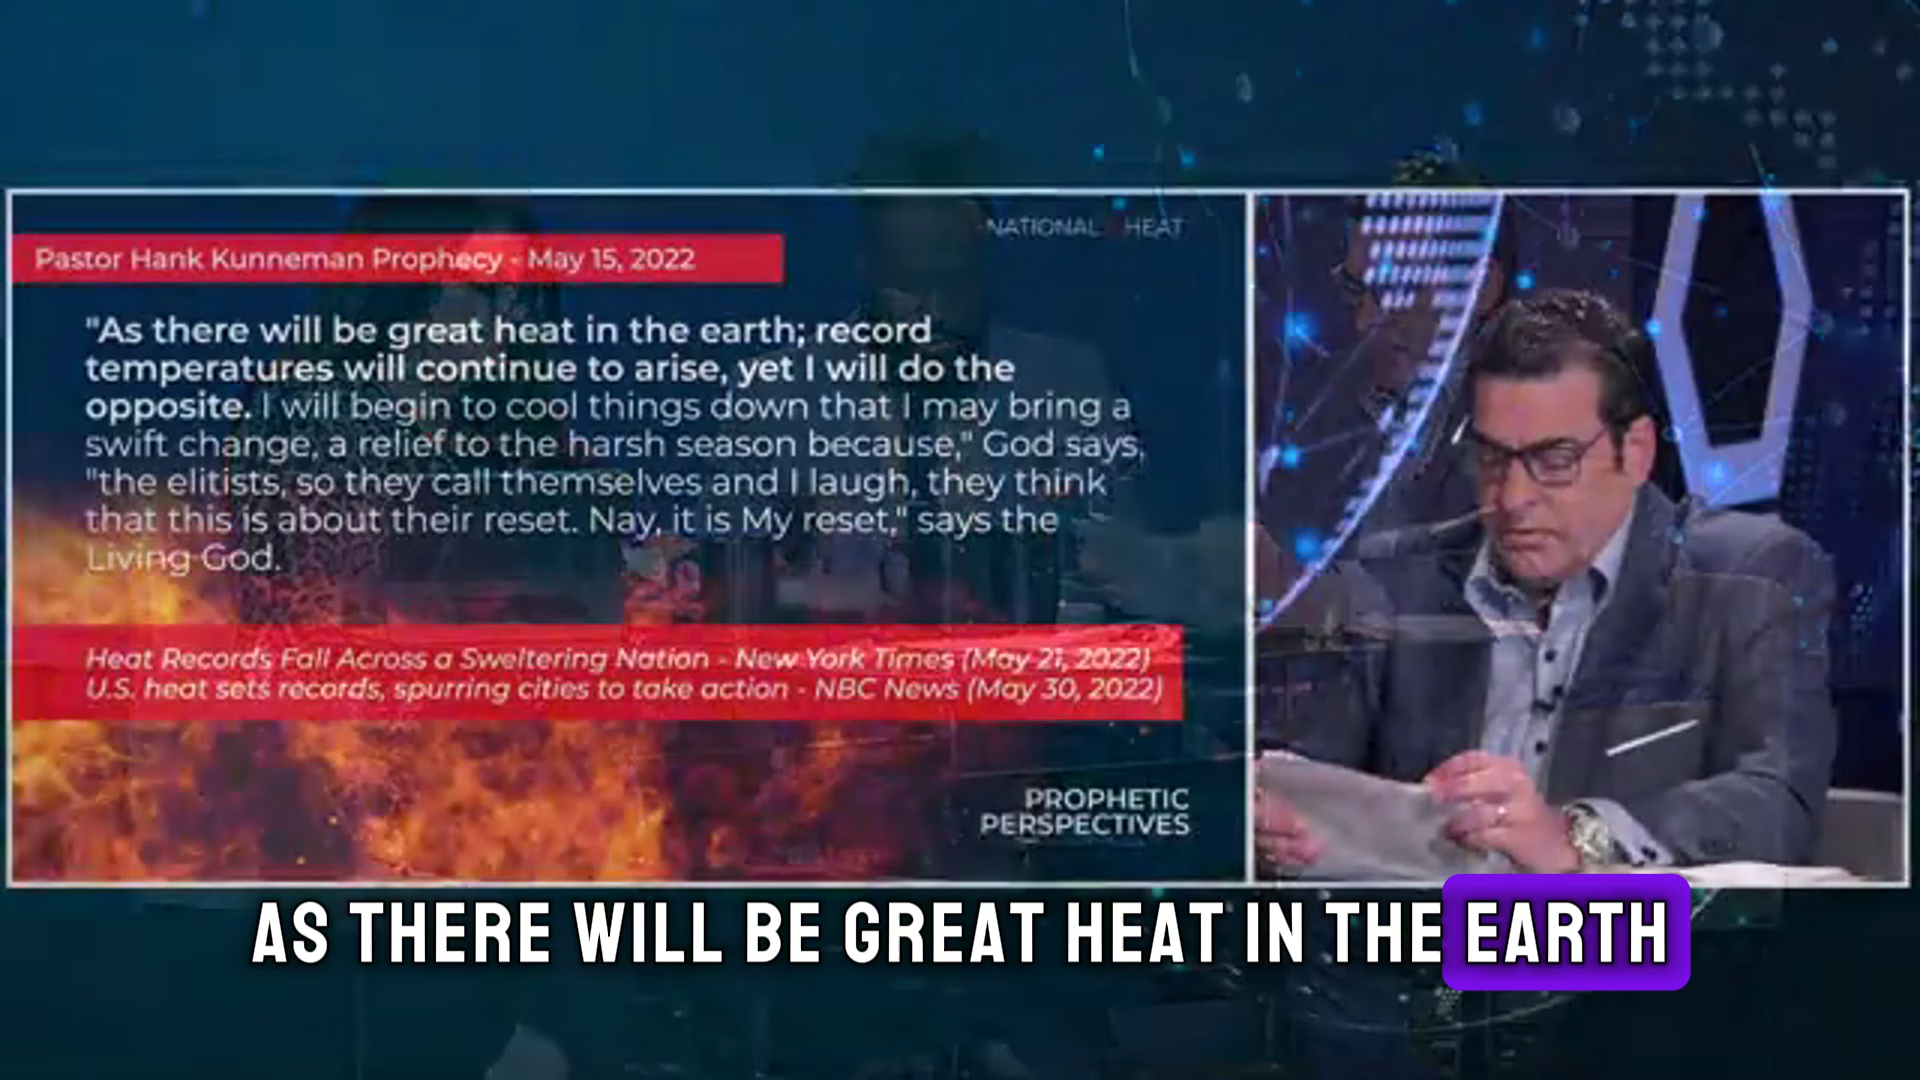 NATIONAL HEAT
Pastor Hank Kunneman Prophecy - May 15, 2022
"As there will be great heat in the earth; record
temperatures will continue to arise, yet I will do the
opposite. I will begin to cool things down that I may bring a
swift change, a relief to the harsh season because," God says,
"the elitists, so they call themselves and I laugh, they think
that this is about their reset. Nay, it is My reset," says the
Living God.
Heat Records Fall Across a Sweltering Nation - New York Times (May 21, 2022)
U.S. heat sets records, spurring cities to take action - NBC News (May 30, 2022)
PROPHETIC
PERSPECTIVES
AS THERE WILL BE GREAT HEAT IN THE EARTH